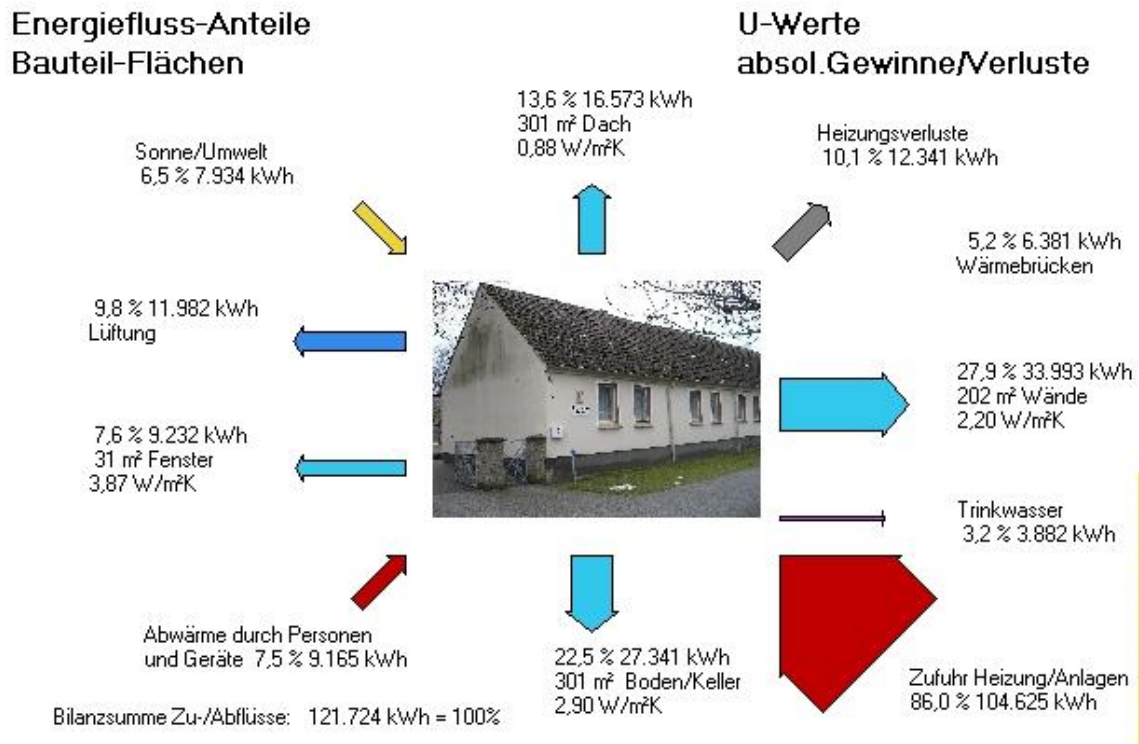 Energiefluss-Anteile
Bauteil-Flächen
U-Werte
absol.Gewinne/Verluste
13,6 % 16.573 kWh
301 m² Dach
0,88 W/m²K
Sonne/Umwelt
6,5 % 7.934 kWh
Heizungsverluste
10,1 % 12.341 kWh
5,2 % 6.381 kWh
Wärmebrücken
9,8 % 11.982 kWh
Lüftung
27,9 % 33.993 kWh
202 m² Wände
2,20 W/m²K
7,6 % 9.232 kWh
31 m² Fenster
3,87 W/m²K
Trinkwasser
3,2 % 3.882 kWh
Abwärme durch Personen
und Geräte 7,5 % 9.165 kWh
22,5 % 27.341 kWh
301 m² Boden/Keller
2,90 W/m²K
Zufuhr Heizung/Anlagen
86,0 % 104.625 kWh
Bilanzsumme Zu-/Abflüsse: 121.724 kWh = 100%